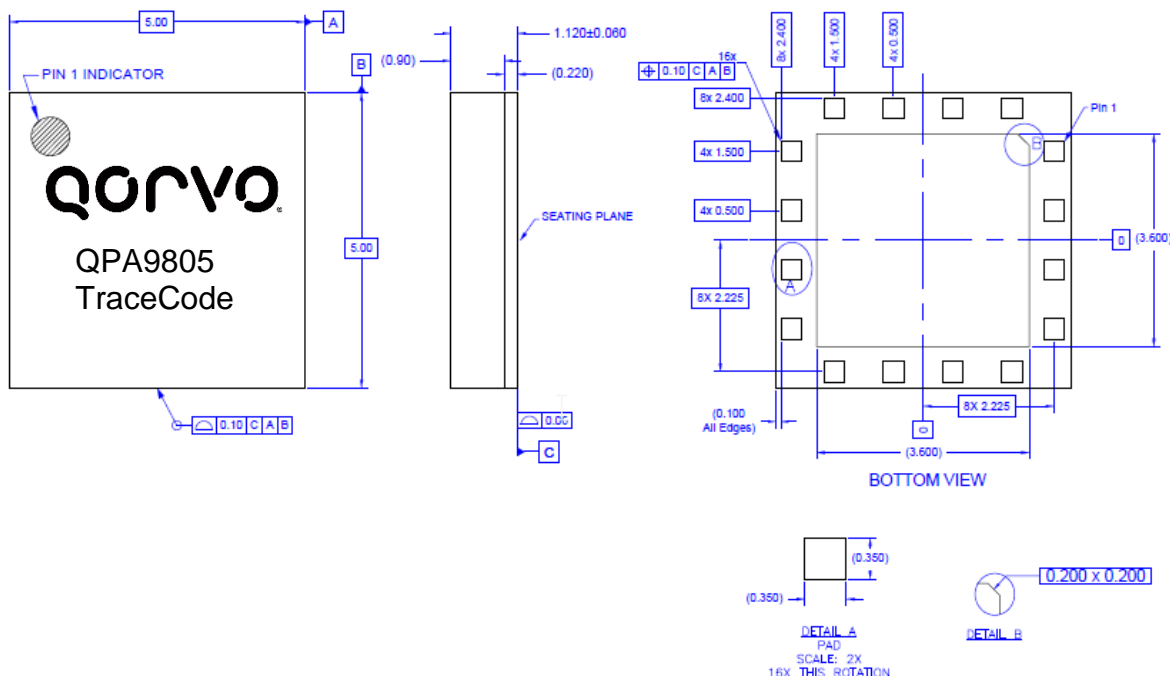 5.00
A
PIN 1 INDICATOR
B
QORVO
QPA9805
TraceCode
5.00
0.10 C A B
1.120±0.060
(0.90)
(0.220)
SEATING PLANE
C
16x
0.10 C A B
8x 2.400
4x 1.500
4x 0.500
8x 2.400
4x 1.500
4x 0.500
8X 2.225
Pin 1
B
A
0
(3.600)
8X 2.225
0
(0.100
All Edges)
(3.600)
BOTTOM VIEW
(0.350)
(0.350)
DETAIL A
PAD
SCALE: 2X
16X THIS ROTATION
0.200 x 0.200
DETAIL B